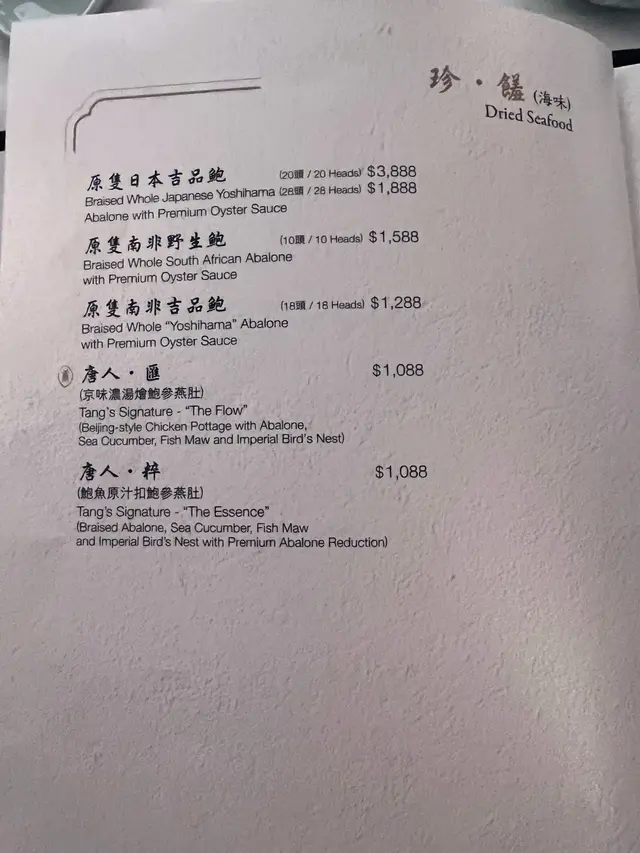 珍・饈 (海味)
Dried Seafood
原隻日本吉品鮑 (20頭 / 20 Heads) $3,888
Braised Whole Japanese Yoshihama (28頭 / 28 Heads) $1,888
Abalone with Premium Oyster Sauce
原隻南非野生鮑 (10頭 / 10 Heads) $1,588
Braised Whole South African Abalone
with Premium Oyster Sauce
原隻南非吉品鮑 (18頭 / 18 Heads) $1,288
Braised Whole “Yoshihama” Abalone
with Premium Oyster Sauce
唐人・匯 $1,088
(京味濃湯燴鮑參燕肚)
Tang's Signature - “The Flow”
(Beijing-style Chicken Pottage with Abalone,
Sea Cucumber, Fish Maw and Imperial Bird's Nest)
唐人・粹 $1,088
(鮑魚原汁扣鮑參燕肚)
Tang's Signature - “The Essence”
(Braised Abalone, Sea Cucumber, Fish Maw
and Imperial Bird's Nest with Premium Abalone Reduction)